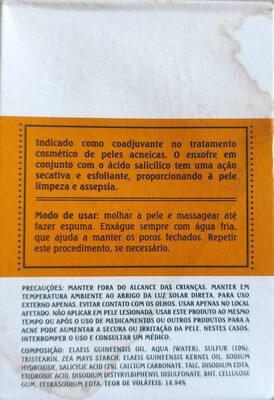 Indicado como coadjuvante no tratamento
cosmético de peles acneicas. O enxofre em
conjunto com o ácido salicílico tem uma ação
secativa e esfoliante, proporcionando à pele
limpeza e assepsia.
Modo de usar: molhar a pele e massagear até
fazer espuma. Enxágue sempre com água fria,
que ajuda a manter os poros fechados. Repetir
este procedimento, se necessário.
PRECAUÇÕES: MANTER FORA DO ALCANCE DAS CRIANÇAS. MANTER EM
TEMPERATURA AMBIENTE AO ABRIGO DA LUZ SOLAR DIRETA. PARA USO
EXTERNO APENAS. EVITAR CONTATO COM OS OLHOS. USAR APENAS NO LOCAL
AFETADO. NÃO APLICAR EM PELE LESIONADA. USAR ESTE PRODUTO AO MESMO
TEMPO OU APÓS O USO DE MEDICAMENTOS OU OUTROS PRODUTOS PARA A
ACNE PODE AUMENTAR A SECURA OU IRRITAÇÃO DA PELE, NESTES CASOS,
INTERROMPER O USO E CONSULTAR UM MÉDICO.
COMPOSIÇÃO: ELAEIS GUINEENSIS OIL, AQUA (WATER), SULFUR (10%),
TRISTEARIN, ZEA MAYS STARCH, ELAEIS GUINEENSIS KERNEL OIL, SODIUM
HYDROXIDE, SALICYLIC ACID (2%), CALCIUM CARBONATE, TALC, DISODIUM EDTA,
ETIDRONIC ACID, DISODIUM DISTYRYLBIPHENYL DISULFONATE, BHT, CELLULOSE
GUM, TETRASODIUM EDTA. TEOR DE VOLÁTEIS: 18,94%